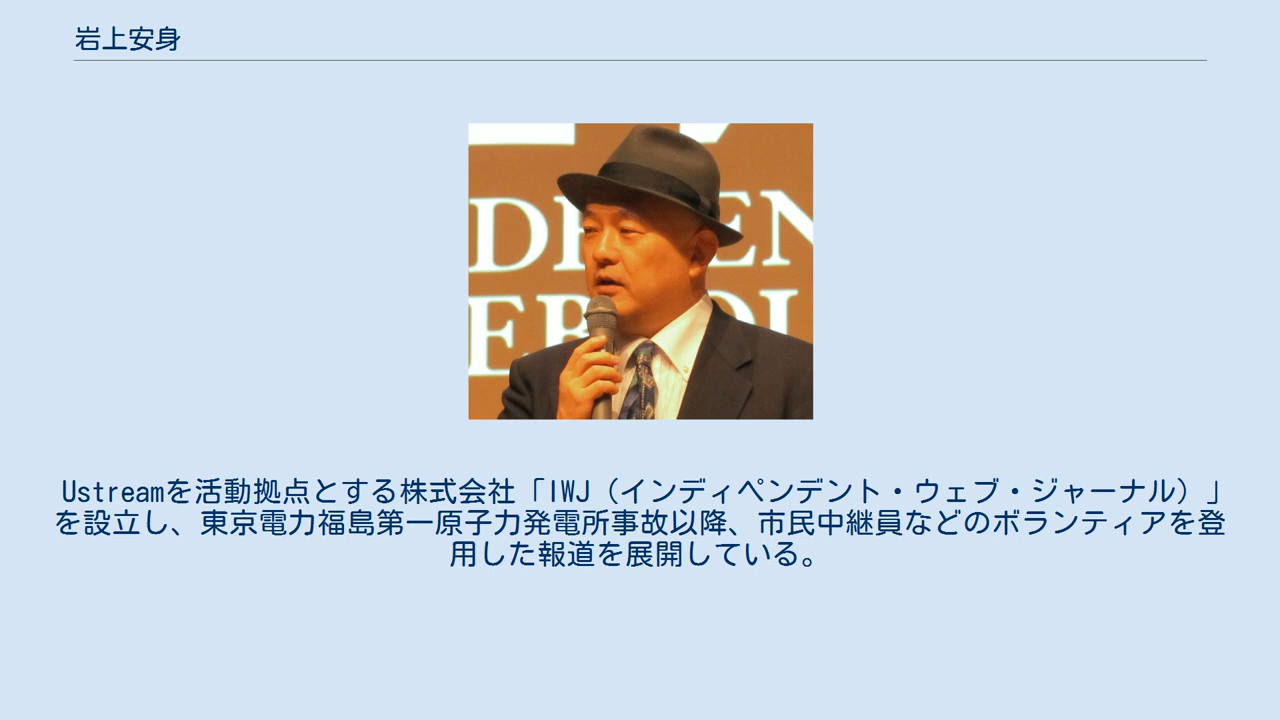 岩上安身
DE EN
ER DI
Ustreamを活動拠点とする株式会社「IWJ（インディペンデント・ウェブ・ジャーナル）」
を設立し、東京電力福島第一原子力発電所事故以降、市民中継員などのボランティアを登
用した報道を展開している。